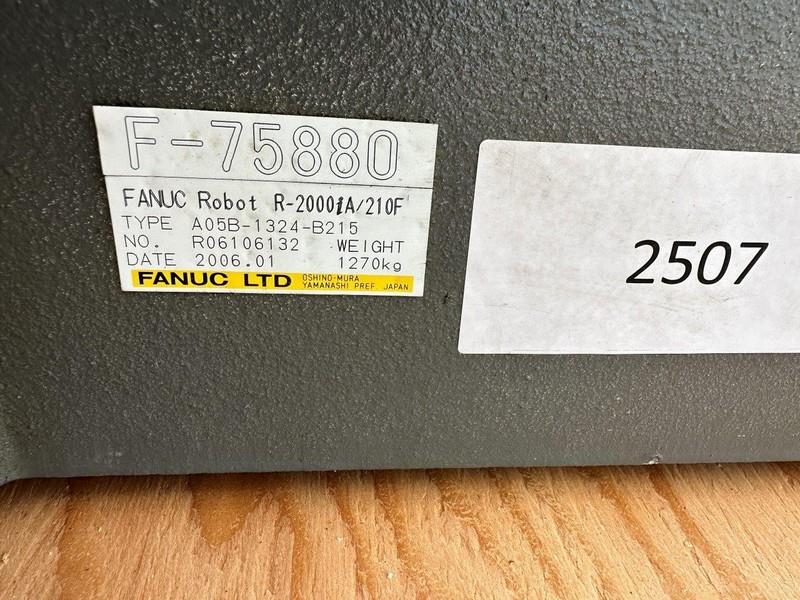 F-75880
FANUC Robot R-2000iA/210F
TYPE A05B-1324-B215
NO. R06106132 WEIGHT
DATE 2006.01 1270kg
FANUC LTD OSHINO-MURA
YAMANASHI PREF. JAPAN
2507